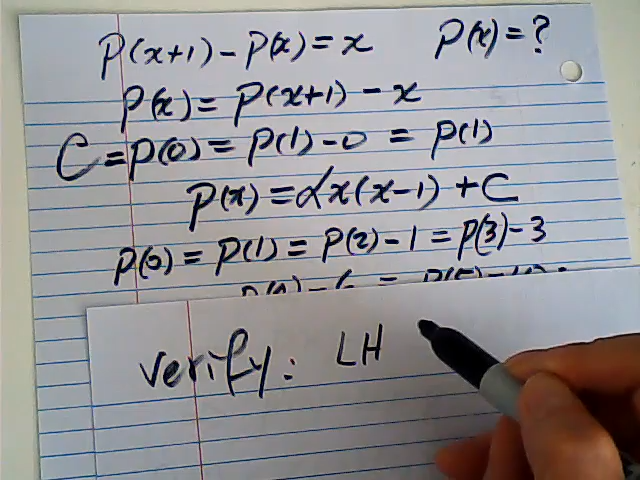 P(x+1) - P(x) = x    P(x) = ?
P(x) = P(x+1) - x
C = P(0) = P(1) - 0 = P(1)
P(x) = αx(x-1) + C
P(0) = P(1) = P(2) - 1 = P(3) - 3
verify: LH